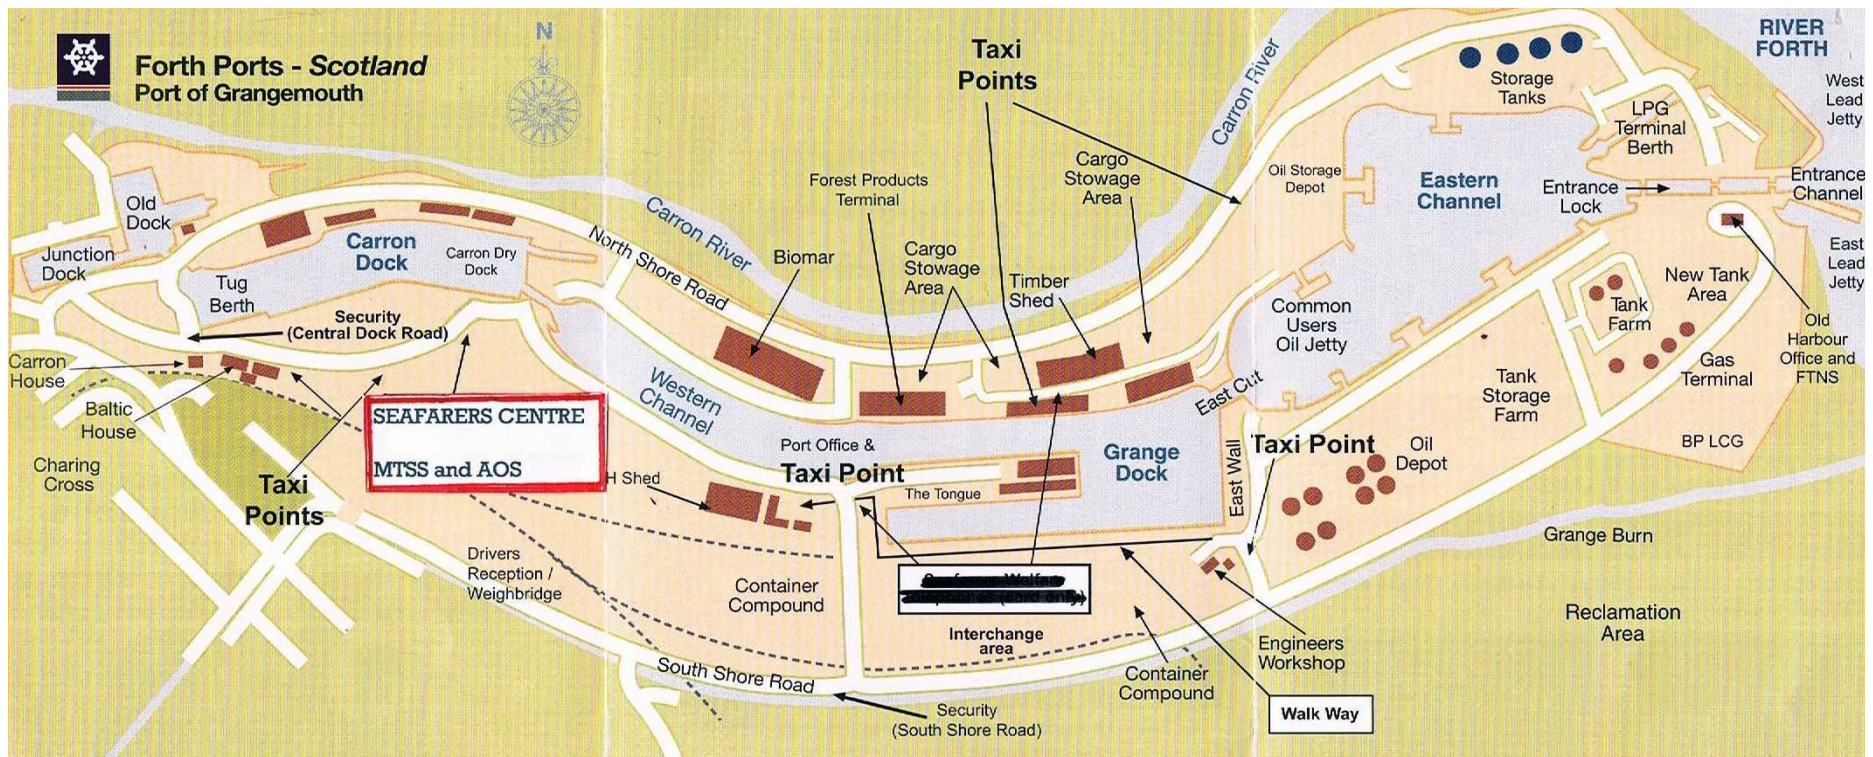 Forth Ports - Scotland
Port of Grangemouth
N
Taxi
Points
Carron River
RIVER
FORTH
West
Lead
Jetty
Storage
Tanks
LPG
Terminal
Berth
Entrance
Channel
Entrance
Lock
Eastern
Channel
Oil Storage
Depot
Cargo
Stowage
Area
Forest Products
Terminal
Carron River
Old
Dock
Junction
Dock
Carron
Dock
Carron Dry
Dock
Tug
Berth
North Shore Road
Biomar
Cargo
Stowage
Area
Timber
Shed
Common
Users
Oil Jetty
East
Lead
Jetty
New Tank
Area
Tank
Farm
Old
Harbour
Office and
FTNS
Gas
Terminal
Security
(Central Dock Road)
Carron
House
Baltic
House
Charing
Cross
SEAFARERS CENTRE
MTSS and AOS
Taxi
Points
Western
Channel
Port Office &
Taxi Point
H Shed
The Tongue
Grange
Dock
East Cut
East Wall
Taxi Point
Tank
Storage
Farm
Oil
Depot
BP LCG
Grange Burn
Reclamation
Area
Drivers
Reception /
Weighbridge
Container
Compound
(card only)
Interchange
area
Container
Compound
Engineers
Workshop
Walk Way
South Shore Road
Security
(South Shore Road)